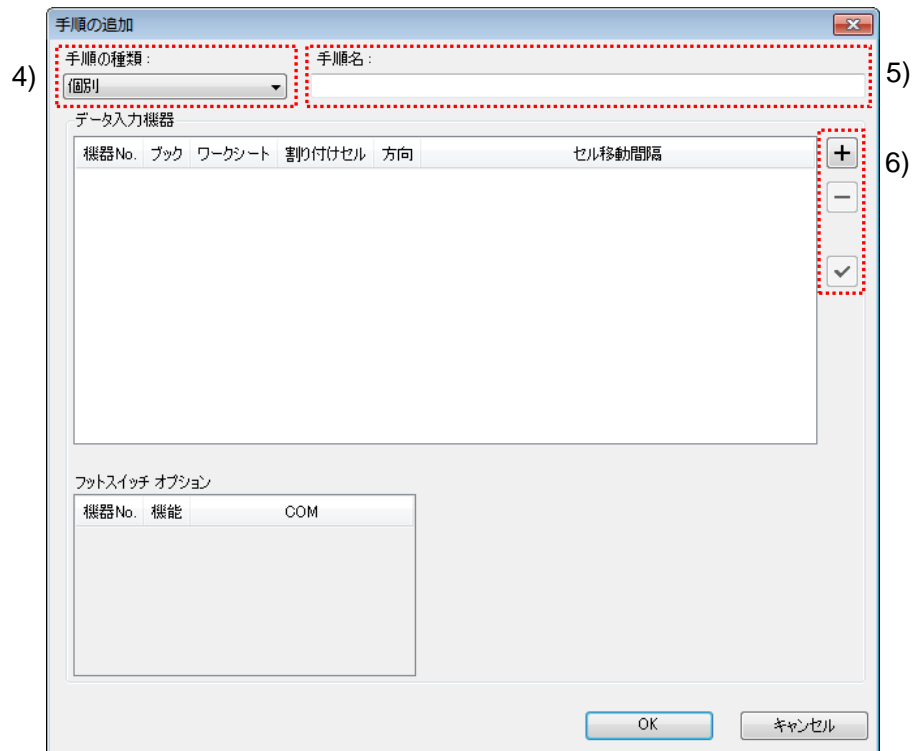 手順の追加
4)
手順の種類:
手順名:
5)
個別
データ入力機器
機器No. ブック ワークシート 割り付けセル 方向 セル移動間隔
6)
フットスイッチ オプション
機器No. 機能 COM
OK キャンセル